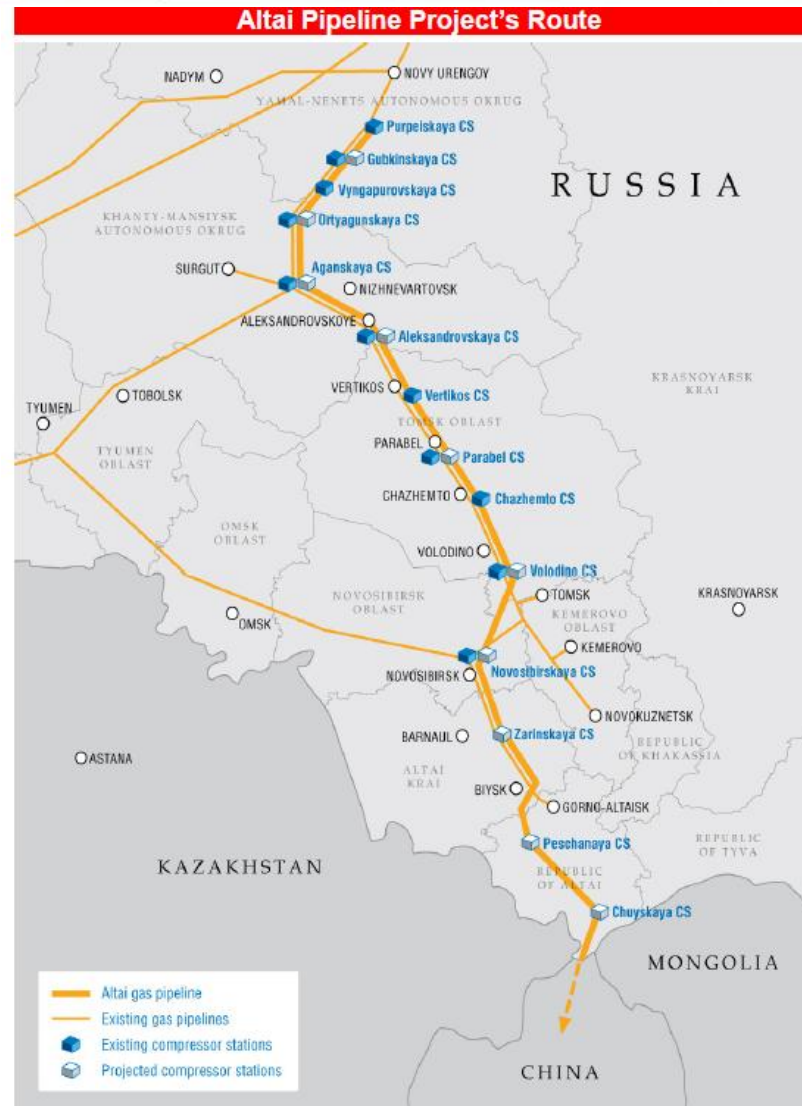 Altai Pipeline Project's Route
NADYM
NOVY URENGOY
YAMAL-NENETS AUTONOMOUS OKRUG
Purpeiskaya CS
Gubkinskaya CS
RUSSIA
Vyngapurovskaya CS
KHANTY-MANSIYSK
AUTONOMOUS OKRUG
Ortyagunskaya CS
SURGUT
Aganskaya CS
NIZHNEVARTOVSK
ALEKSANDROVSKOYE
Aleksandrovskaya CS
KRASNOYARSK
KRAI
VERTIKOS
Vertikos CS
TOBOLSK
TYUMEN
TOMSK OBLAST
PARABEL
TYUMEN
OBLAST
Parabel CS
CHAZHEMTO
Chazhemto CS
OMSK
OBLAST
VOLODINO
Volodino CS
NOVOSIBIRSK
OBLAST
TOMSK
KRASNOYARSK
OMSK
KEMEROVO
OBLAST
KEMEROVO
Novosibirskaya CS
NOVOSIBIRSK
NOVOKUZNETSK
BARNAUL
Zarinskaya CS
REPUBLIC
OF KHAKASSIA
ASTANA
ALTAI
KRAI
BIYSK
GORNO-ALTAISK
Peschanaya CS
REPUBLIC
OF TYVA
KAZAKHSTAN
REPUBLIC
OF ALTAI
Chuyskaya CS
MONGOLIA
Altai gas pipeline
Existing gas pipelines
Existing compressor stations
Projected compressor stations
CHINA